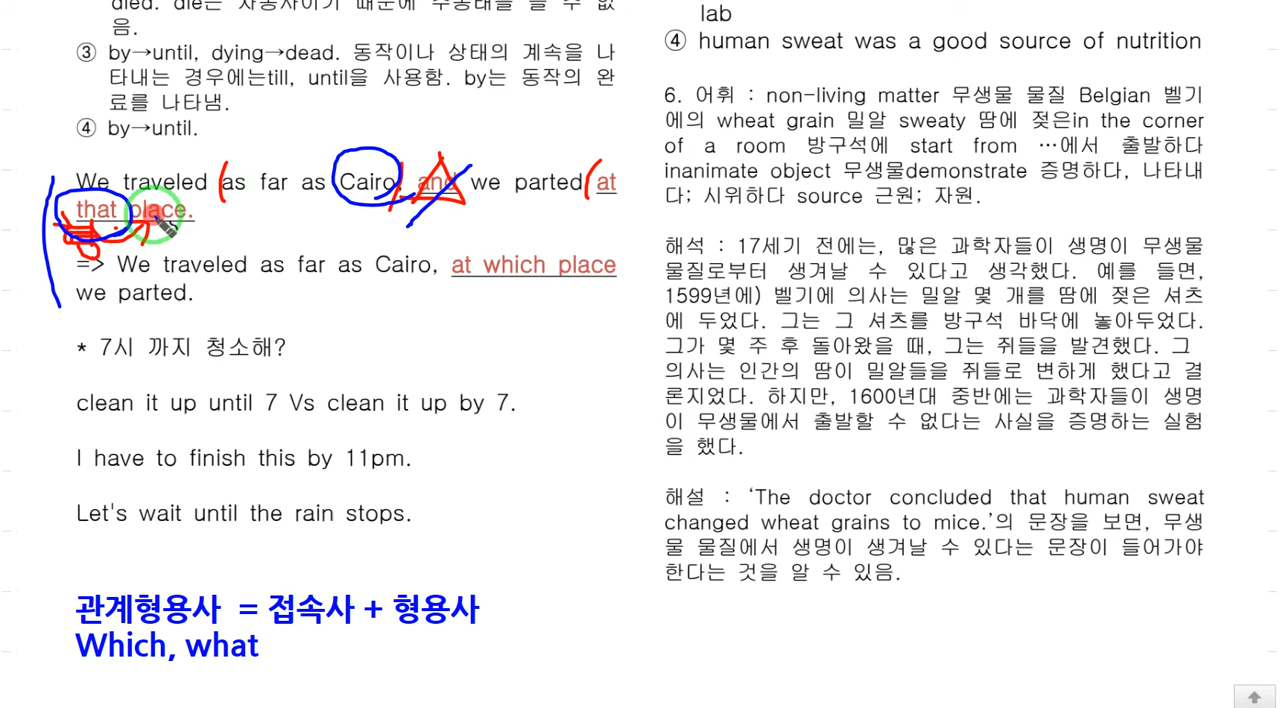 died. die는 자동사이기 때문에 수동태를 쓸 수 없
음.
③ by→until, dying→dead. 동작이나 상태의 계속을 나
타내는 경우에는till, until을 사용함. by는 동작의 완
료를 나타냄.
④ by→until.
We traveled as far as Cairo, and we parted at
that place.
=> We traveled as far as Cairo, at which place
we parted.
* 7시 까지 청소해?
clean it up until 7 Vs clean it up by 7.
I have to finish this by 11pm.
Let's wait until the rain stops.
관계형용사 = 접속사 + 형용사
Which, what
lab
④ human sweat was a good source of nutrition
6. 어휘 : non-living matter 무생물 물질 Belgian 벨기
에의 wheat grain 밀알 sweaty 땀에 젖은in the corner
of a room 방구석에 start from …에서 출발하다
inanimate object 무생물demonstrate 증명하다, 나타내
다; 시위하다 source 근원; 자원.
해석 : 17세기 전에는, 많은 과학자들이 생명이 무생물
물질로부터 생겨날 수 있다고 생각했다. 예를 들면,
1599년에) 벨기에 의사는 밀알 몇 개를 땀에 젖은 셔츠
에 두었다. 그는 그 셔츠를 방구석 바닥에 놓아두었다.
그가 몇 주 후 돌아왔을 때, 그는 쥐들을 발견했다. 그
의사는 인간의 땀이 밀알들을 쥐들로 변하게 했다고 결
론지었다. 하지만, 1600년대 중반에는 과학자들이 생명
이 무생물에서 출발할 수 없다는 사실을 증명하는 실험
을 했다.
해설 : ‘The doctor concluded that human sweat
changed wheat grains to mice.’의 문장을 보면, 무생
물 물질에서 생명이 생겨날 수 있다는 문장이 들어가야
한다는 것을 알 수 있음.